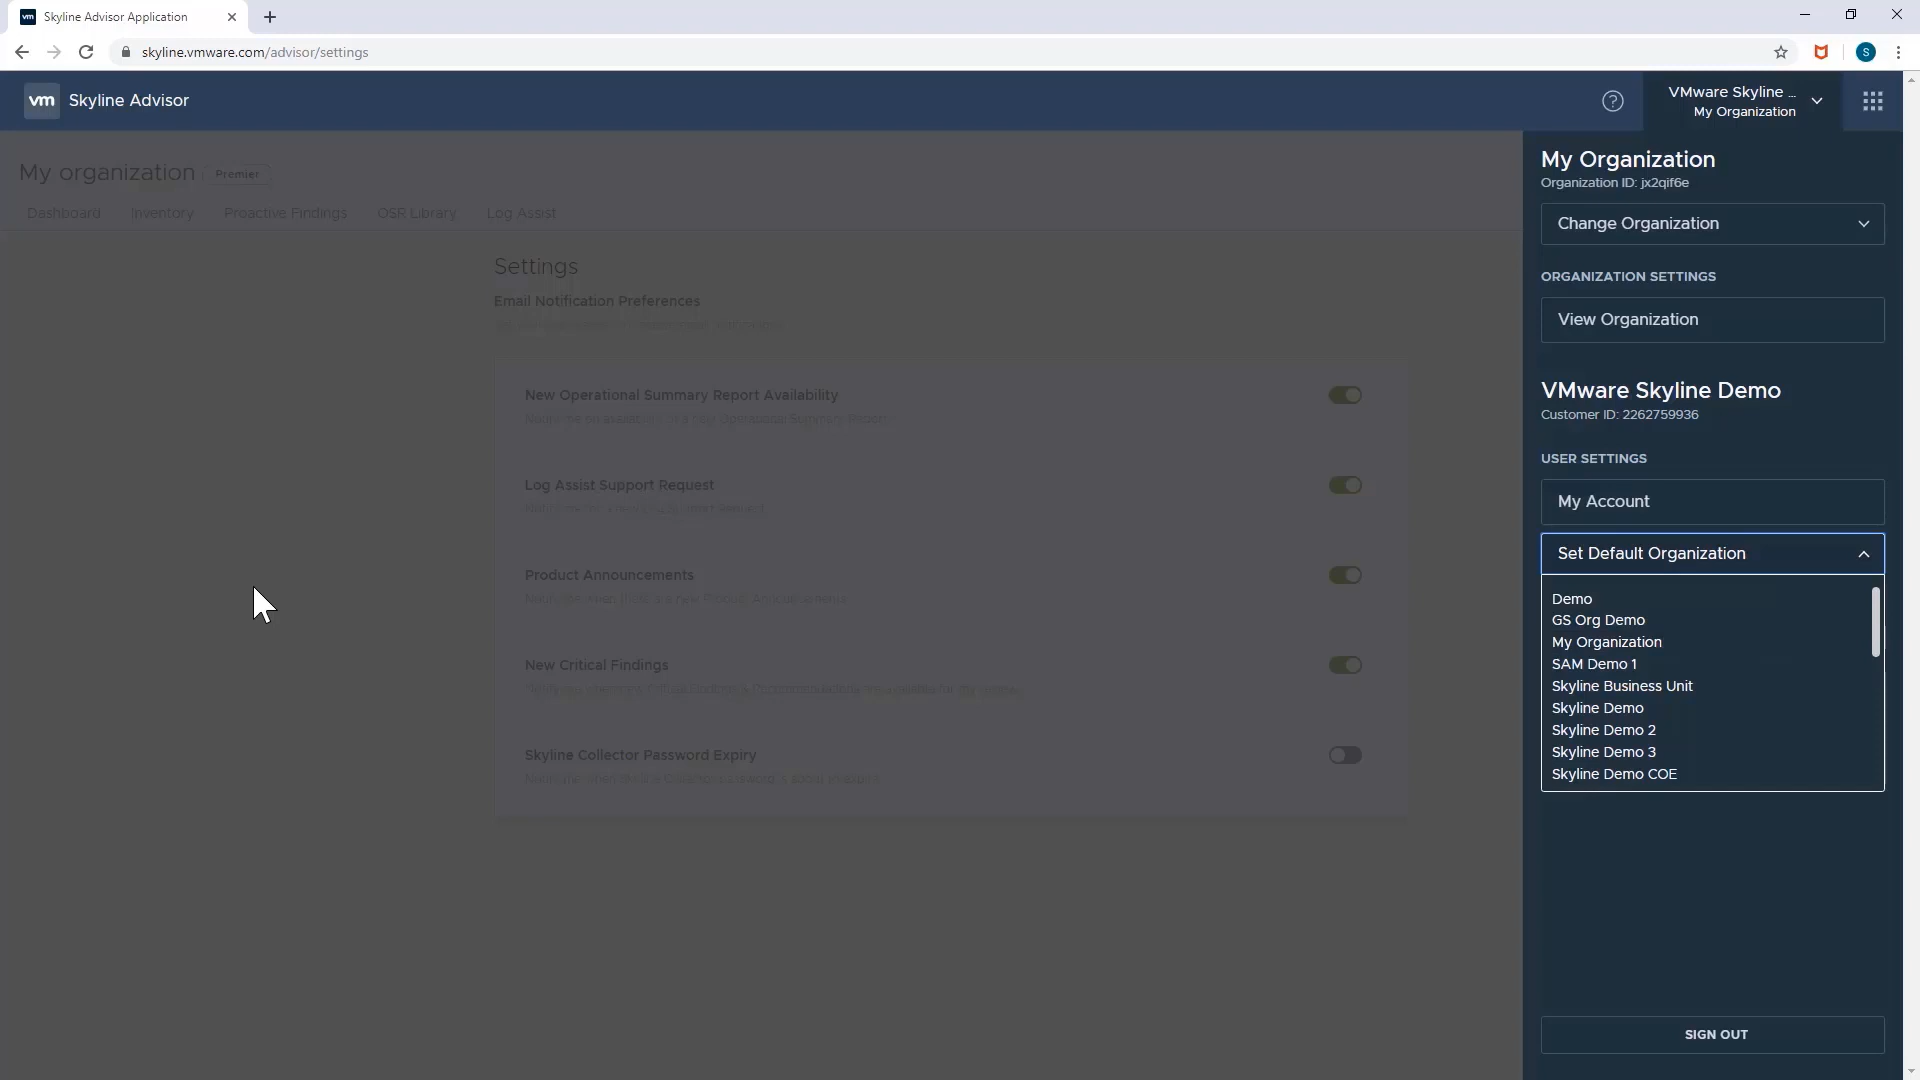 vm Skyline Advisor Application
skyline.vmware.com/advisor/settings
S
vm Skyline Advisor
?
VMware Skyline ...
My Organization
My organization Premier
Dashboard Inventory Proactive Findings OSR Library Log Assist
Settings
Email Notification Preferences
New Operational Summary Report Availability
Log Assist Support Request
Product Announcements
New Critical Findings
Skyline Collector Password Expiry
My Organization
Organization ID: jx2qif6e
Change Organization
ORGANIZATION SETTINGS
View Organization
VMware Skyline Demo
Customer ID: 2262759936
USER SETTINGS
My Account
Set Default Organization
Demo
GS Org Demo
My Organization
SAM Demo 1
Skyline Business Unit
Skyline Demo
Skyline Demo 2
Skyline Demo 3
Skyline Demo COE
SIGN OUT